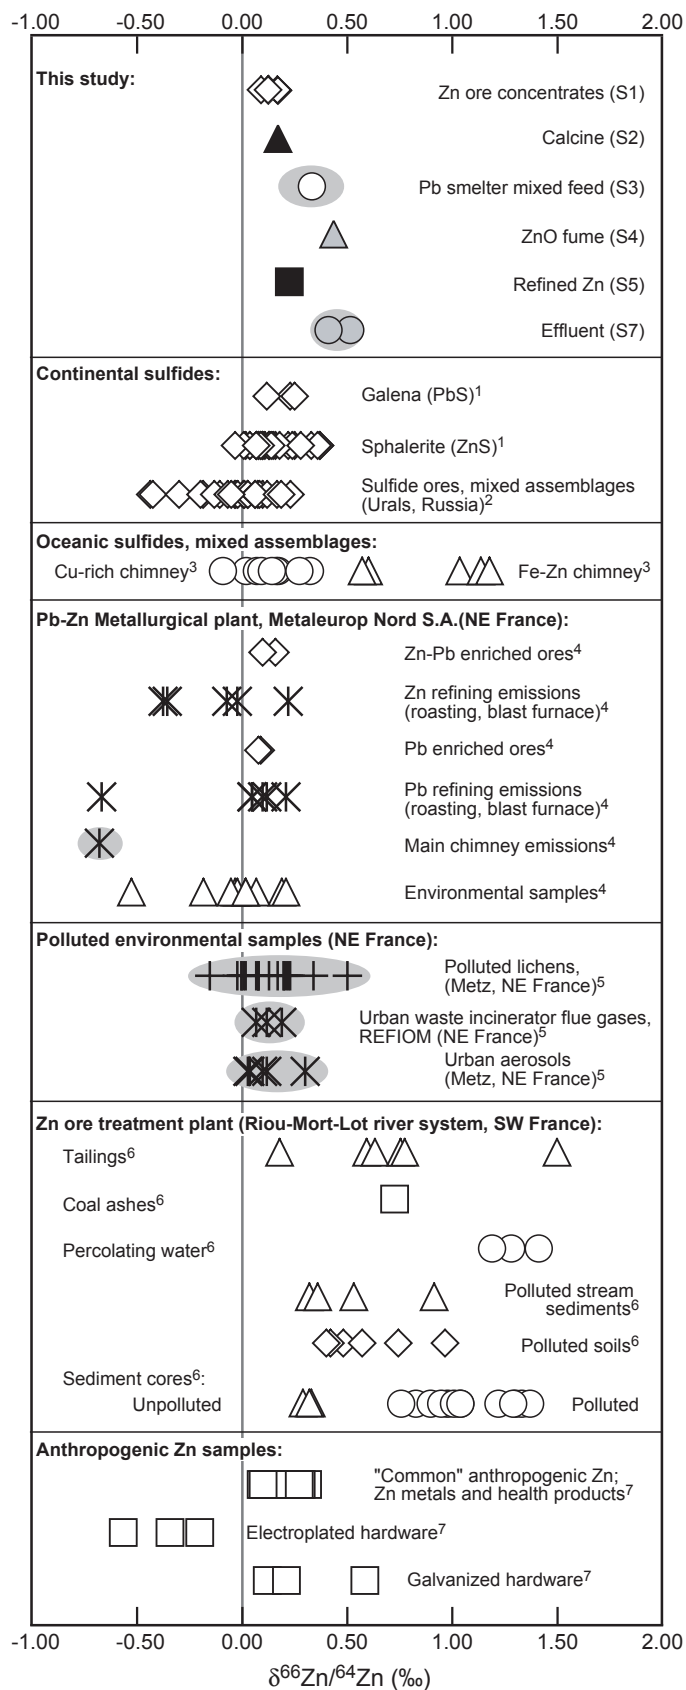 -1.00 -0.50 0.00 0.50 1.00 1.50 2.00
This study:
Zn ore concentrates (S1)
Calcine (S2)
Pb smelter mixed feed (S3)
ZnO fume (S4)
Refined Zn (S5)
Effluent (S7)
Continental sulfides:
Galena (PbS)¹
Sphalerite (ZnS)¹
Sulfide ores, mixed assemblages
(Urals, Russia)²
Oceanic sulfides, mixed assemblages:
Cu-rich chimney³ Fe-Zn chimney³
Pb-Zn Metallurgical plant, Metaleurop Nord S.A.(NE France):
Zn-Pb enriched ores⁴
Zn refining emissions
(roasting, blast furnace)⁴
Pb enriched ores⁴
Pb refining emissions
(roasting, blast furnace)⁴
Main chimney emissions⁴
Environmental samples⁴
Polluted environmental samples (NE France):
Polluted lichens,
(Metz, NE France)⁵
Urban waste incinerator flue gases,
REFIOM (NE France)⁵
Urban aerosols
(Metz, NE France)⁵
Zn ore treatment plant (Riou-Mort-Lot river system, SW France):
Tailings⁶
Coal ashes⁶
Percolating water⁶
Polluted stream
sediments⁶
Polluted soils⁶
Sediment cores⁶:
Unpolluted Polluted
Anthropogenic Zn samples:
"Common" anthropogenic Zn;
Zn metals and health products⁷
Electroplated hardware⁷
Galvanized hardware⁷
-1.00 -0.50 0.00 0.50 1.00 1.50 2.00
δ⁶⁶Zn/⁶⁴Zn (‰)